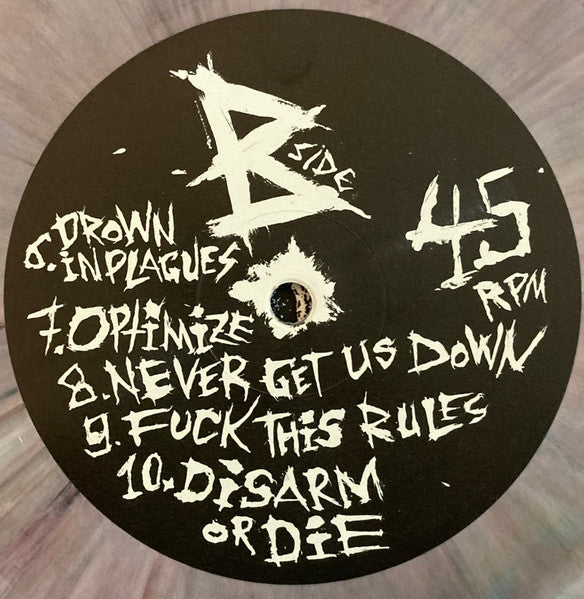 B
SiDE
45
RPM
6. DROWN
iN PLAGUES
7. OPTiMiZE
8. NEVER GET US DOWN
9. FUCK THiS RULES
10. DiSARM
OR DiE